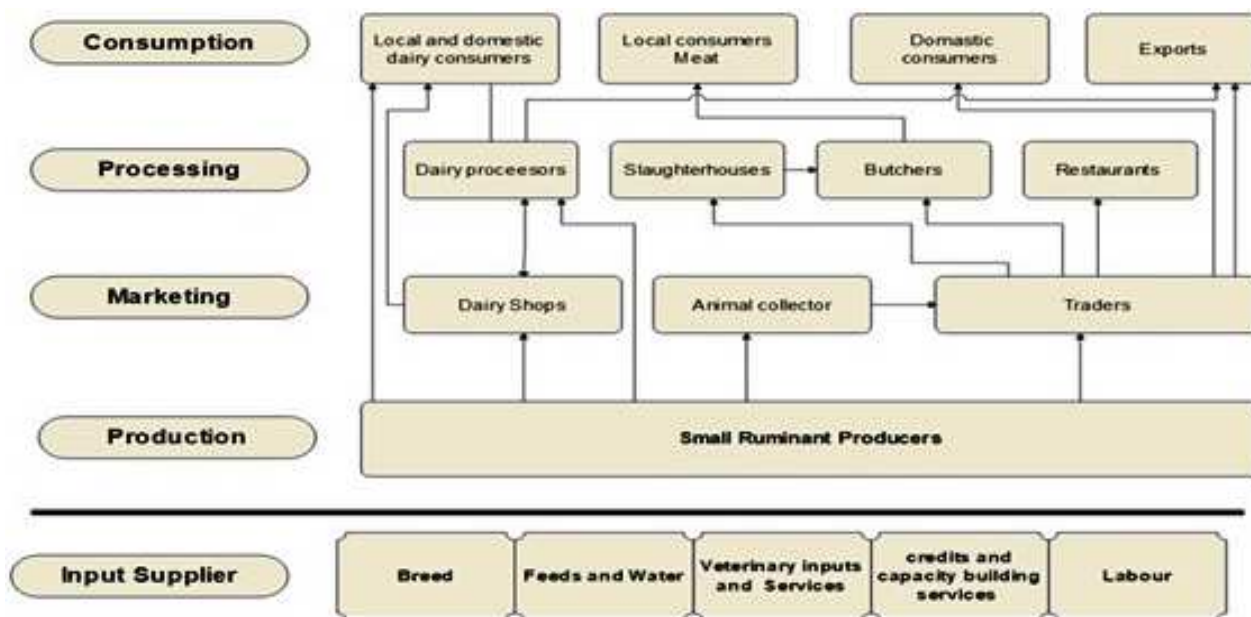 Consumption
Local and domestic
dairy consumers
Local consumers
Meat
Domastic
consumers
Exports
Processing
Dairy proceesors
Slaughterhouses
Butchers
Restaurants
Marketing
Dairy Shops
Animal collector
Traders
Production
Small Ruminant Producers
Input Supplier
Breed
Feeds and Water
Veterinary inputs
and Services
credits and
capacity building
services
Labour